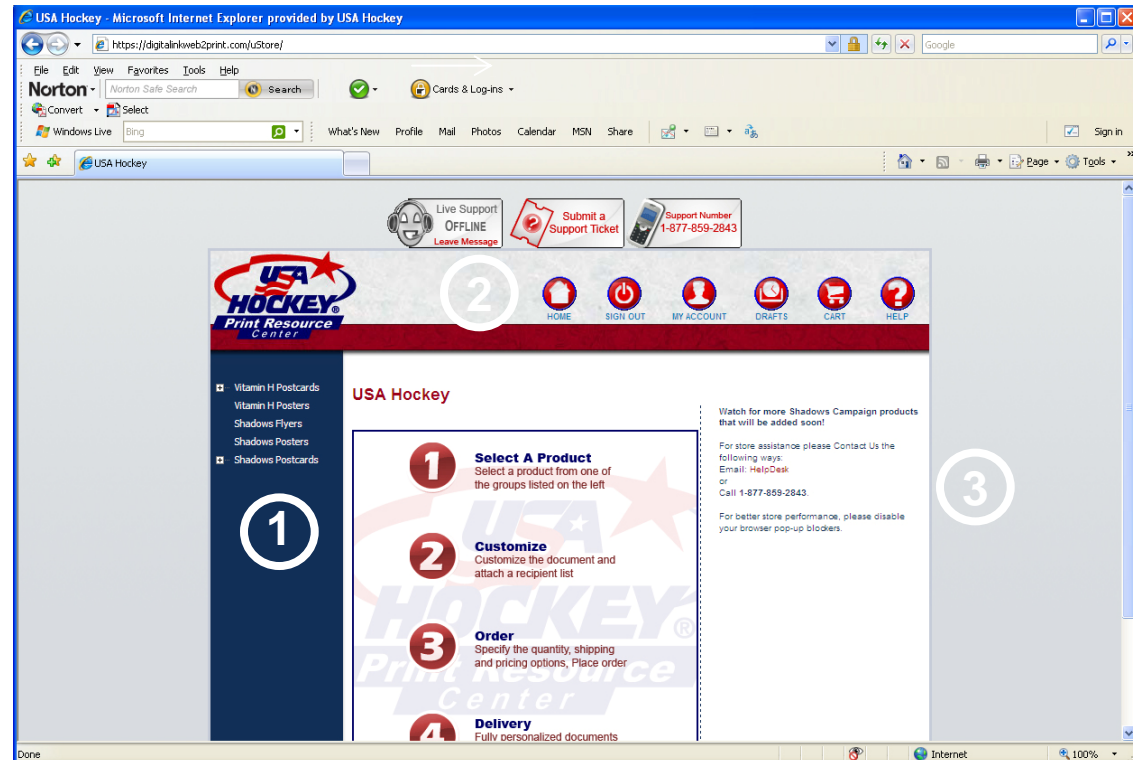 USA Hockey - Microsoft Internet Explorer provided by USA Hockey
https://digitalinkweb2print.com/uStore/
Google
File Edit View Favorites Tools Help
Norton Norton Safe Search Search Cards & Log-ins
Convert Select
Windows Live Bing What's New Profile Mail Photos Calendar MSN Share Sign in
USA Hockey Page Tools
Live Support
OFFLINE
Leave Message
Submit a
Support Ticket
Support Number
1-877-859-2843
USA
HOCKEY®
Print Resource
Center
2
HOME SIGN OUT MY ACCOUNT DRAFTS CART HELP
Vitamin H Postcards
Vitamin H Posters
Shadows Flyers
Shadows Posters
Shadows Postcards
1
USA Hockey
1
Select A Product
Select a product from one of
the groups listed on the left
2
Customize
Customize the document and
attach a recipient list
3
Order
Specify the quantity, shipping
and pricing options, Place order
4
Delivery
Fully personalized documents
USA
HOCKEY®
Print Resource
Center
Watch for more Shadows Campaign products
that will be added soon!
For store assistance please Contact Us the
following ways:
Email: HelpDesk
or
Call 1-877-859-2843.
For better store performance, please disable
your browser pop-up blockers.
3
Done Internet 100%